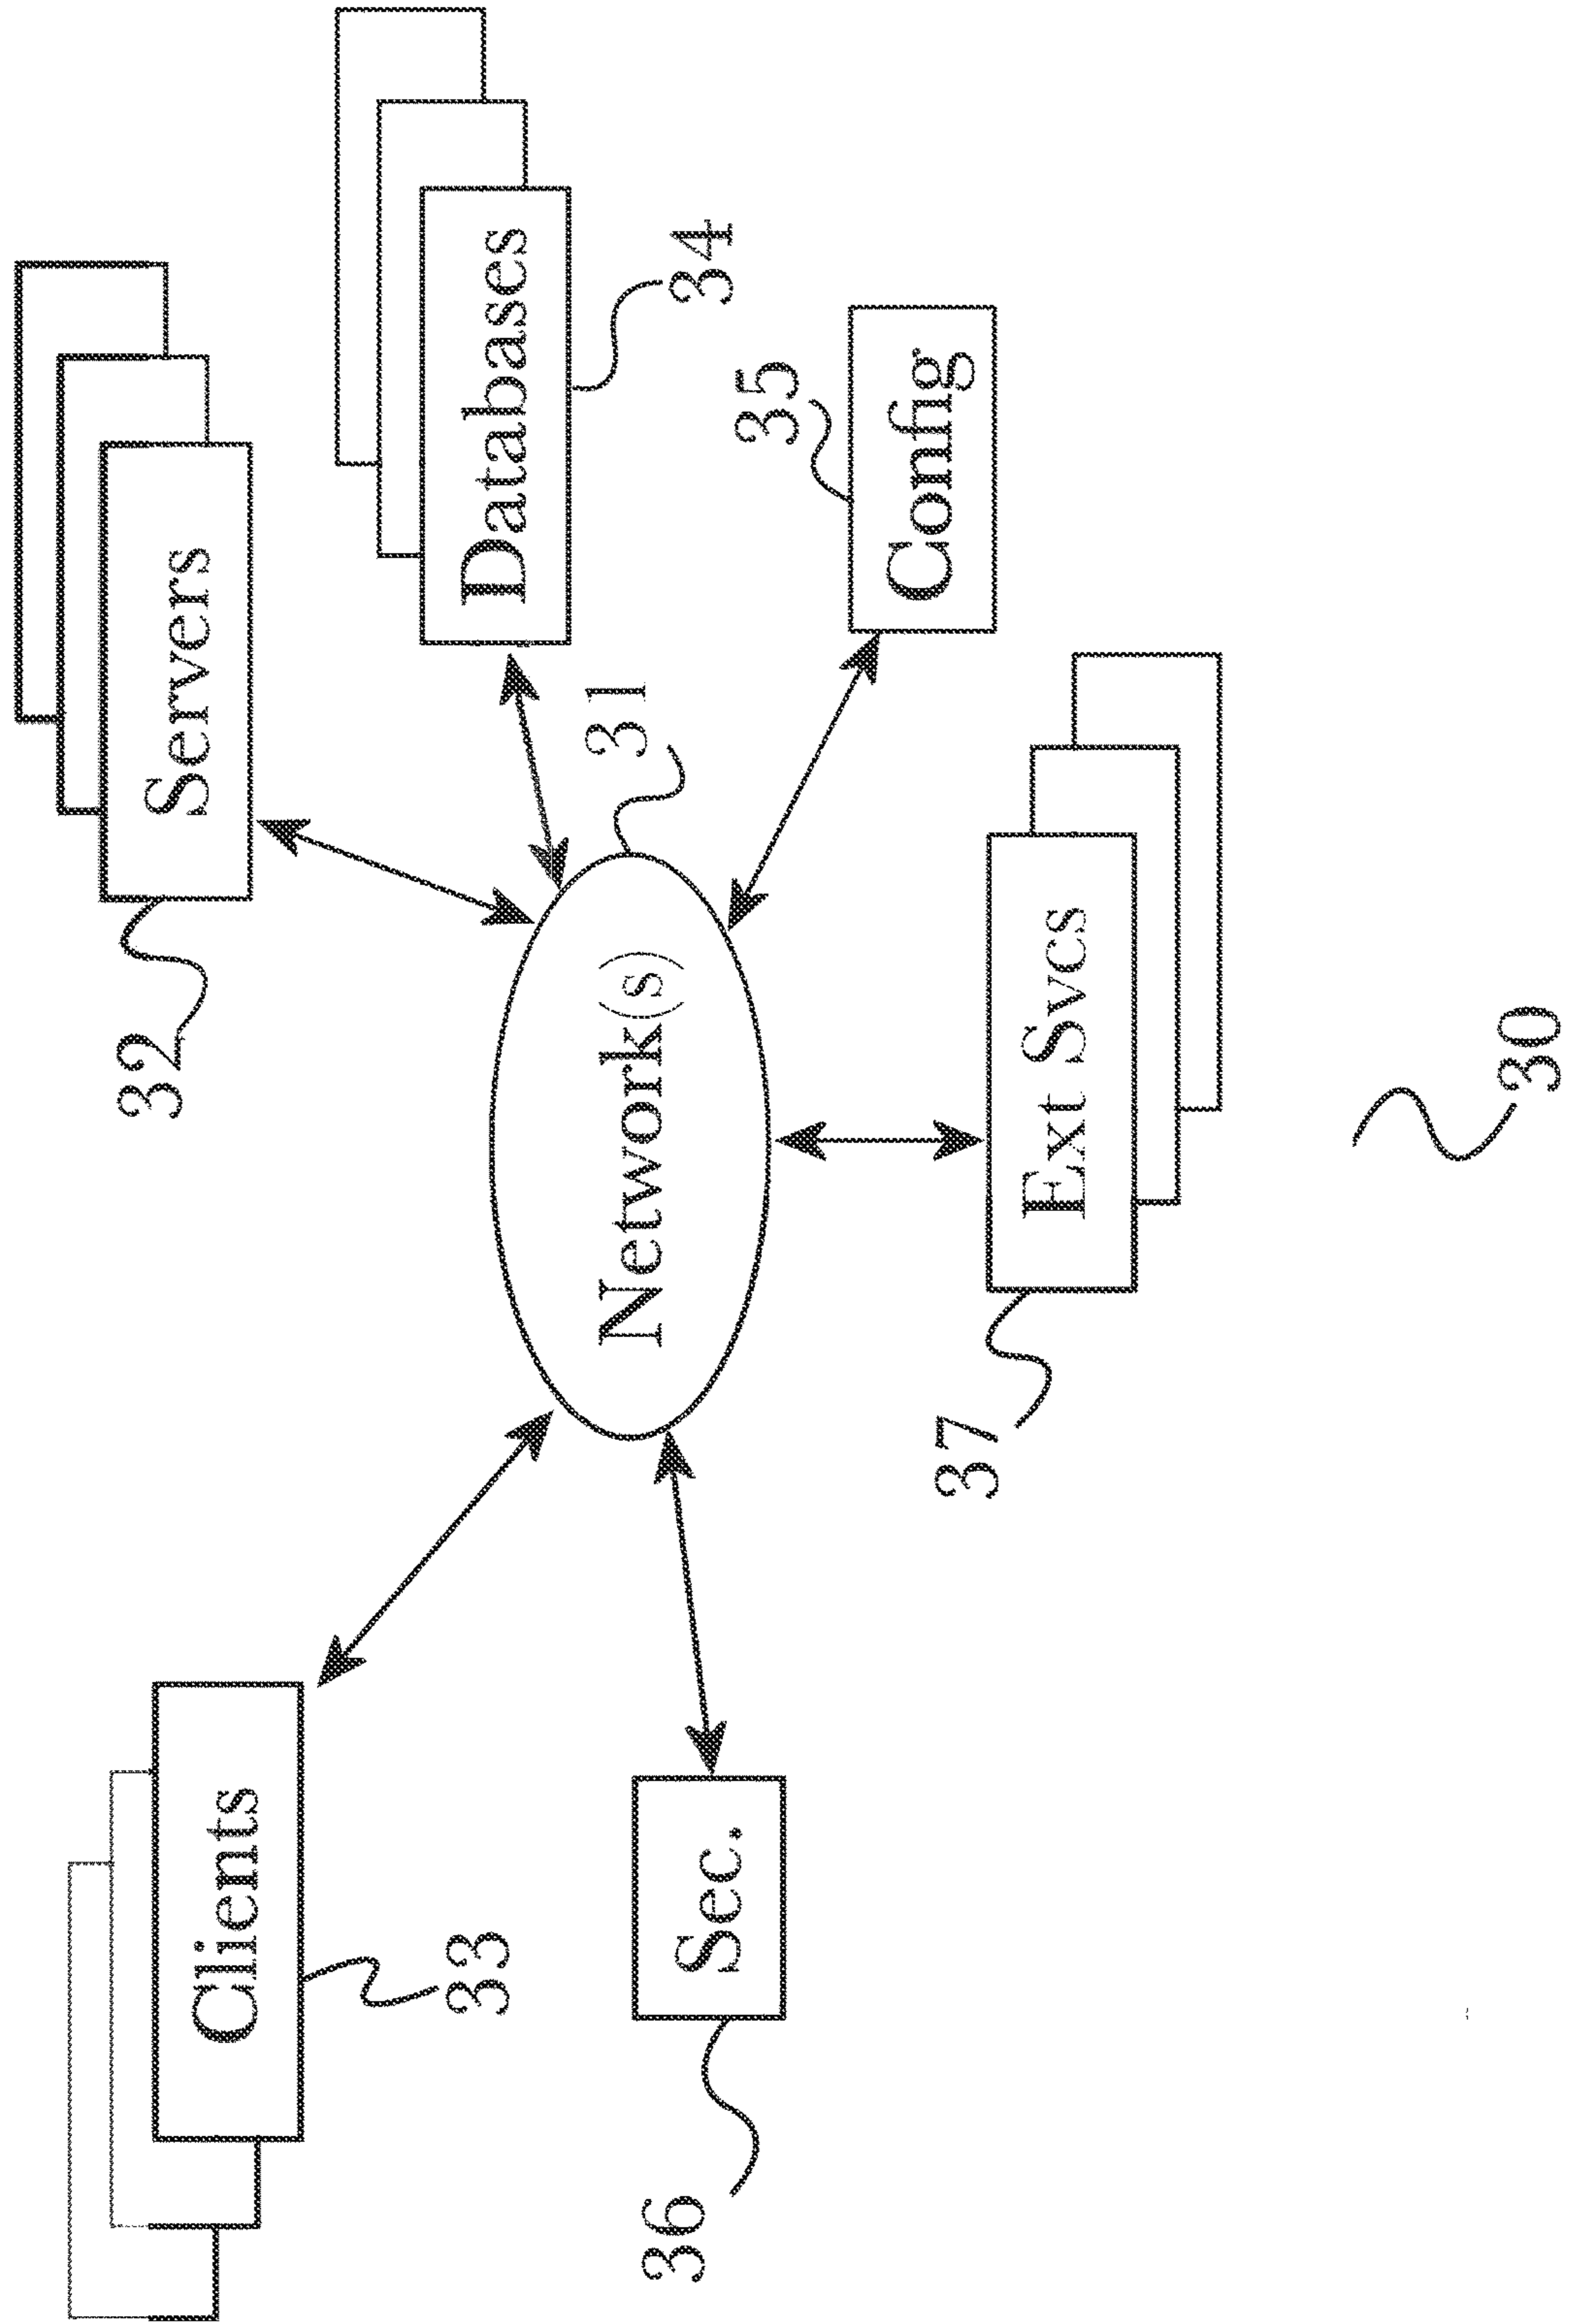 Clients
33
32
Servers
Databases
34
Network(s)
31
35
Config
Sec.
36
37
Ext Svcs
30